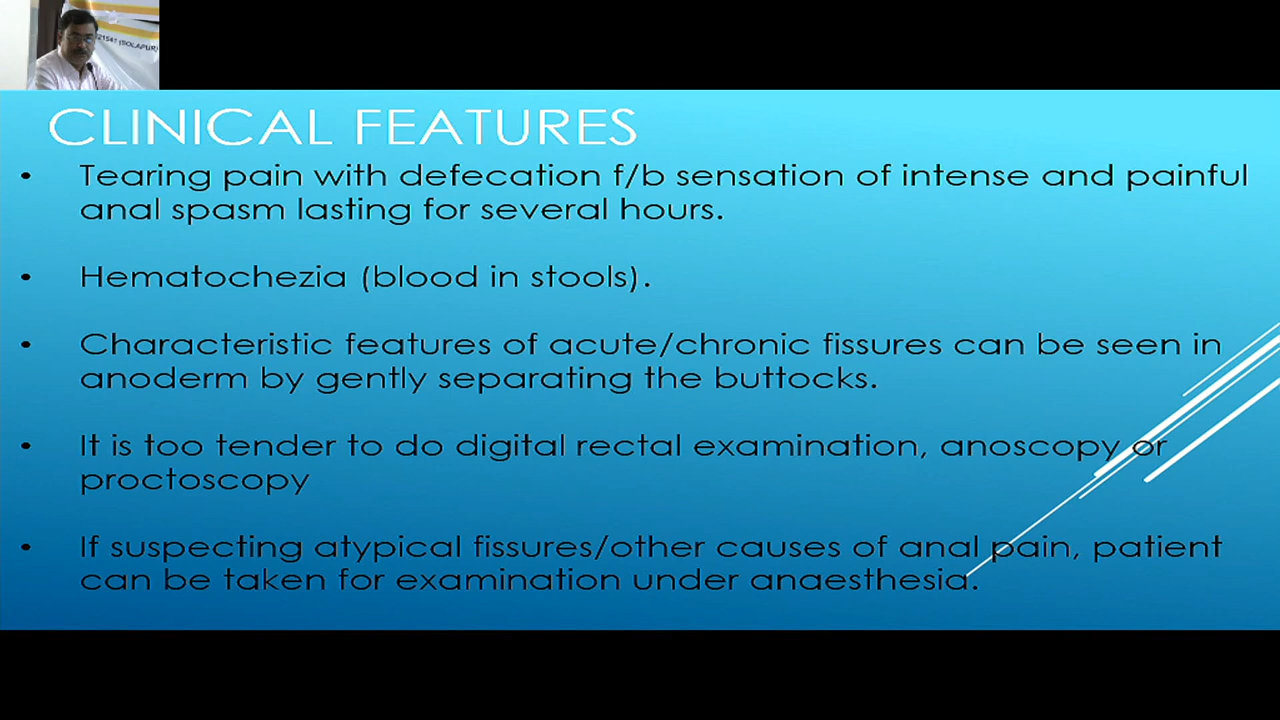 21541 (SOLAPUR)
CLINICAL FEATURES
• Tearing pain with defecation f/b sensation of intense and painful
anal spasm lasting for several hours.
• Hematochezia (blood in stools).
• Characteristic features of acute/chronic fissures can be seen in
anoderm by gently separating the buttocks.
• It is too tender to do digital rectal examination, anoscopy or
proctoscopy
• If suspecting atypical fissures/other causes of anal pain, patient
can be taken for examination under anaesthesia.